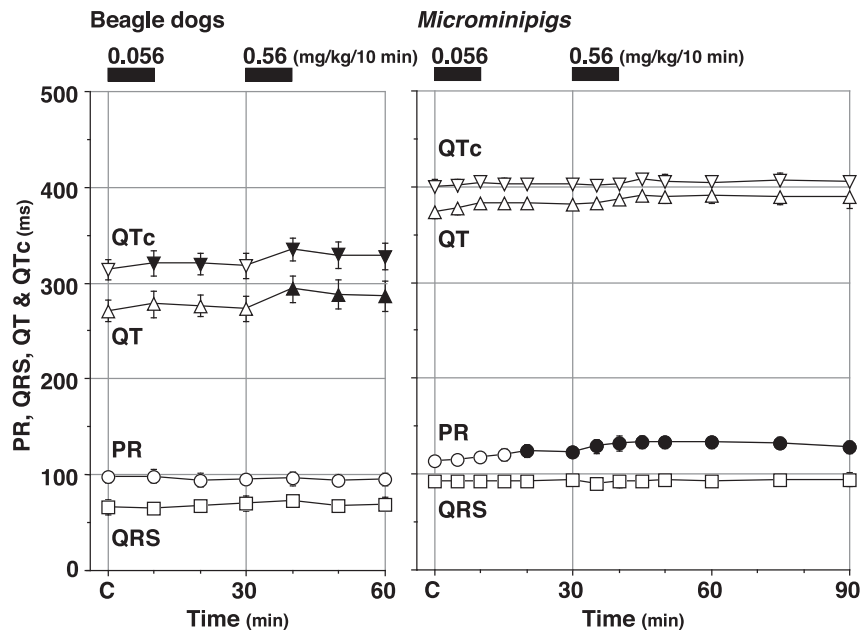 Beagle dogs
0.056
0.56 (mg/kg/10 min)
Microminipigs
0.056
0.56 (mg/kg/10 min)
PR, QRS, QT & QTc (ms)
500
400
300
200
100
0
QTc
QT
PR
QRS
C
30
60
Time (min)
QTc
QT
PR
QRS
C
30
60
90
Time (min)